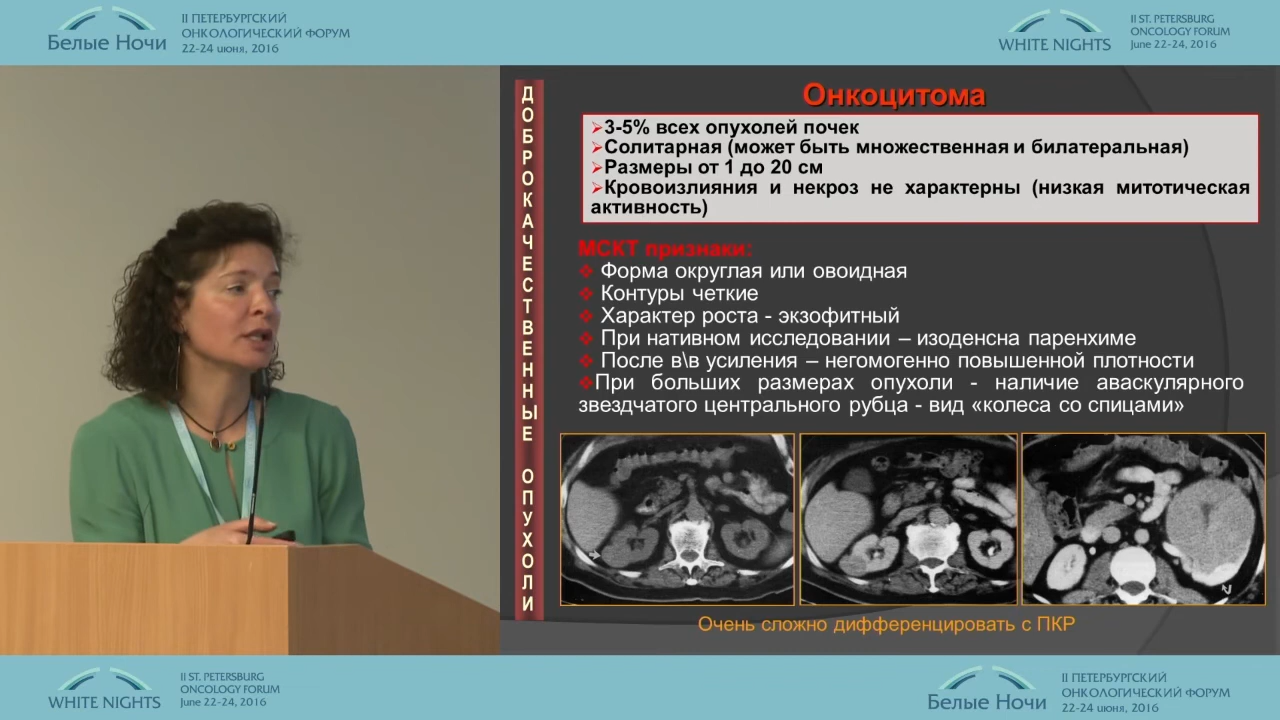 Белые Ночи
II ПЕТЕРБУРГСКИЙ
ОНКОЛОГИЧЕСКИЙ ФОРУМ
22-24 июня, 2016
WHITE NIGHTS
II ST. PETERSBURG
ONCOLOGY FORUM
June 22-24, 2016
ДОБРОКАЧЕСТВЕННЫЕ ОПУХОЛИ
Онкоцитома
3-5% всех опухолей почек
Солитарная (может быть множественная и билатеральная)
Размеры от 1 до 20 см
Кровоизлияния и некроз не характерны (низкая митотическая
активность)
МСКТ признаки:
Форма округлая или овоидная
Контуры четкие
Характер роста - экзофитный
При нативном исследовании – изоденсна паренхиме
После в\в усиления – негомогенно повышенной плотности
При больших размерах опухоли - наличие аваскулярного
звездчатого центрального рубца - вид «колеса со спицами»
Очень сложно дифференцировать с ПКР
WHITE NIGHTS
II ST. PETERSBURG
ONCOLOGY FORUM
June 22-24, 2016
Белые Ночи
II ПЕТЕРБУРГСКИЙ
ОНКОЛОГИЧЕСКИЙ ФОРУМ
22-24 июня, 2016